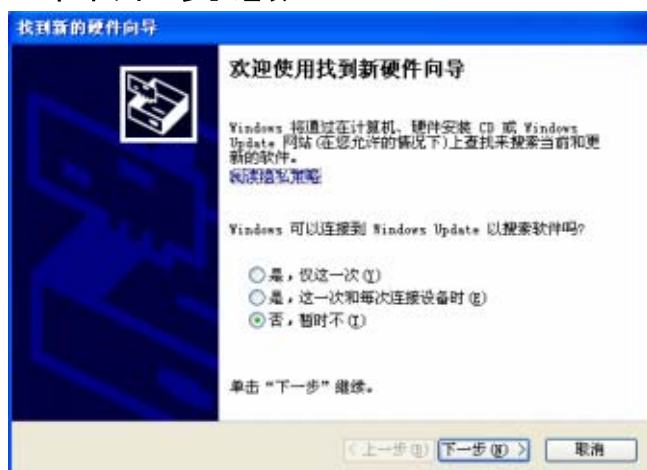 找到新的硬件向导
欢迎使用找到新硬件向导
Windows 将通过在计算机、硬件安装 CD 或 Windows
Update 网站(在您允许的情况下)上查找来搜索当前和更
新的软件。
阅读隐私策略
Windows 可以连接到 Windows Update 以搜索软件吗?
是，仅这一次(Y)
是，这一次和每次连接设备时(E)
否，暂时不(T)
单击“下一步”继续。
<上一步(B) 下一步(N) > 取消